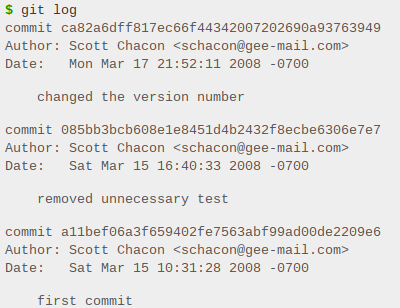 $ git log
commit ca82a6dff817ec66f44342007202690a93763949
Author: Scott Chacon <schacon@gee-mail.com>
Date:   Mon Mar 17 21:52:11 2008 -0700
changed the version number
commit 085bb3bcb608e1e8451d4b2432f8ecbe6306e7e7
Author: Scott Chacon <schacon@gee-mail.com>
Date:   Sat Mar 15 16:40:33 2008 -0700
removed unnecessary test
commit a11bef06a3f659402fe7563abf99ad00de2209e6
Author: Scott Chacon <schacon@gee-mail.com>
Date:   Sat Mar 15 10:31:28 2008 -0700
first commit